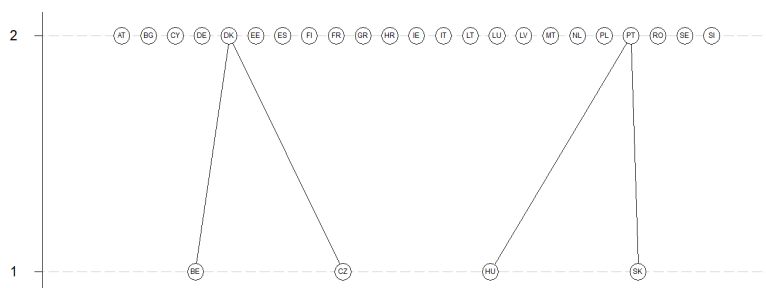 2 AT BG CY DE DK EE ES FI FR GR HR IE IT LT LU LV MT NL PL PT RO SE SI
1 BE CZ HU SK